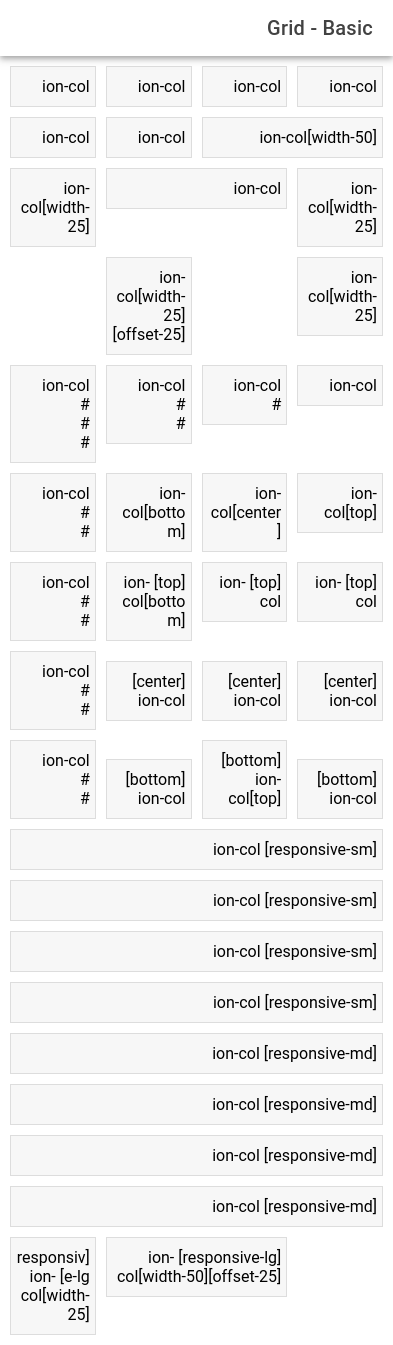 Grid - Basic
ion-col
ion-col
ion-col
ion-col
ion-col
ion-col
ion-col[width-50]
ion-
col[width-
25]
ion-col
ion-
col[width-
25]
ion-
col[width-
25]
[offset-25]
ion-
col[width-
25]
ion-col
#
#
#
ion-col
#
#
ion-col
#
ion-col
ion-col
#
#
ion-
col[botto
m]
ion-
col[center
]
ion-
col[top]
ion-col
#
#
ion- [top]
col[botto
m]
ion- [top]
col
ion- [top]
col
ion-col
#
#
[center]
ion-col
[center]
ion-col
[center]
ion-col
ion-col
#
#
[bottom]
ion-col
[bottom]
ion-
col[top]
[bottom]
ion-col
ion-col [responsive-sm]
ion-col [responsive-sm]
ion-col [responsive-sm]
ion-col [responsive-sm]
ion-col [responsive-md]
ion-col [responsive-md]
ion-col [responsive-md]
ion-col [responsive-md]
responsiv]
ion- [e-lg
col[width-
25]
ion- [responsive-lg]
col[width-50][offset-25]